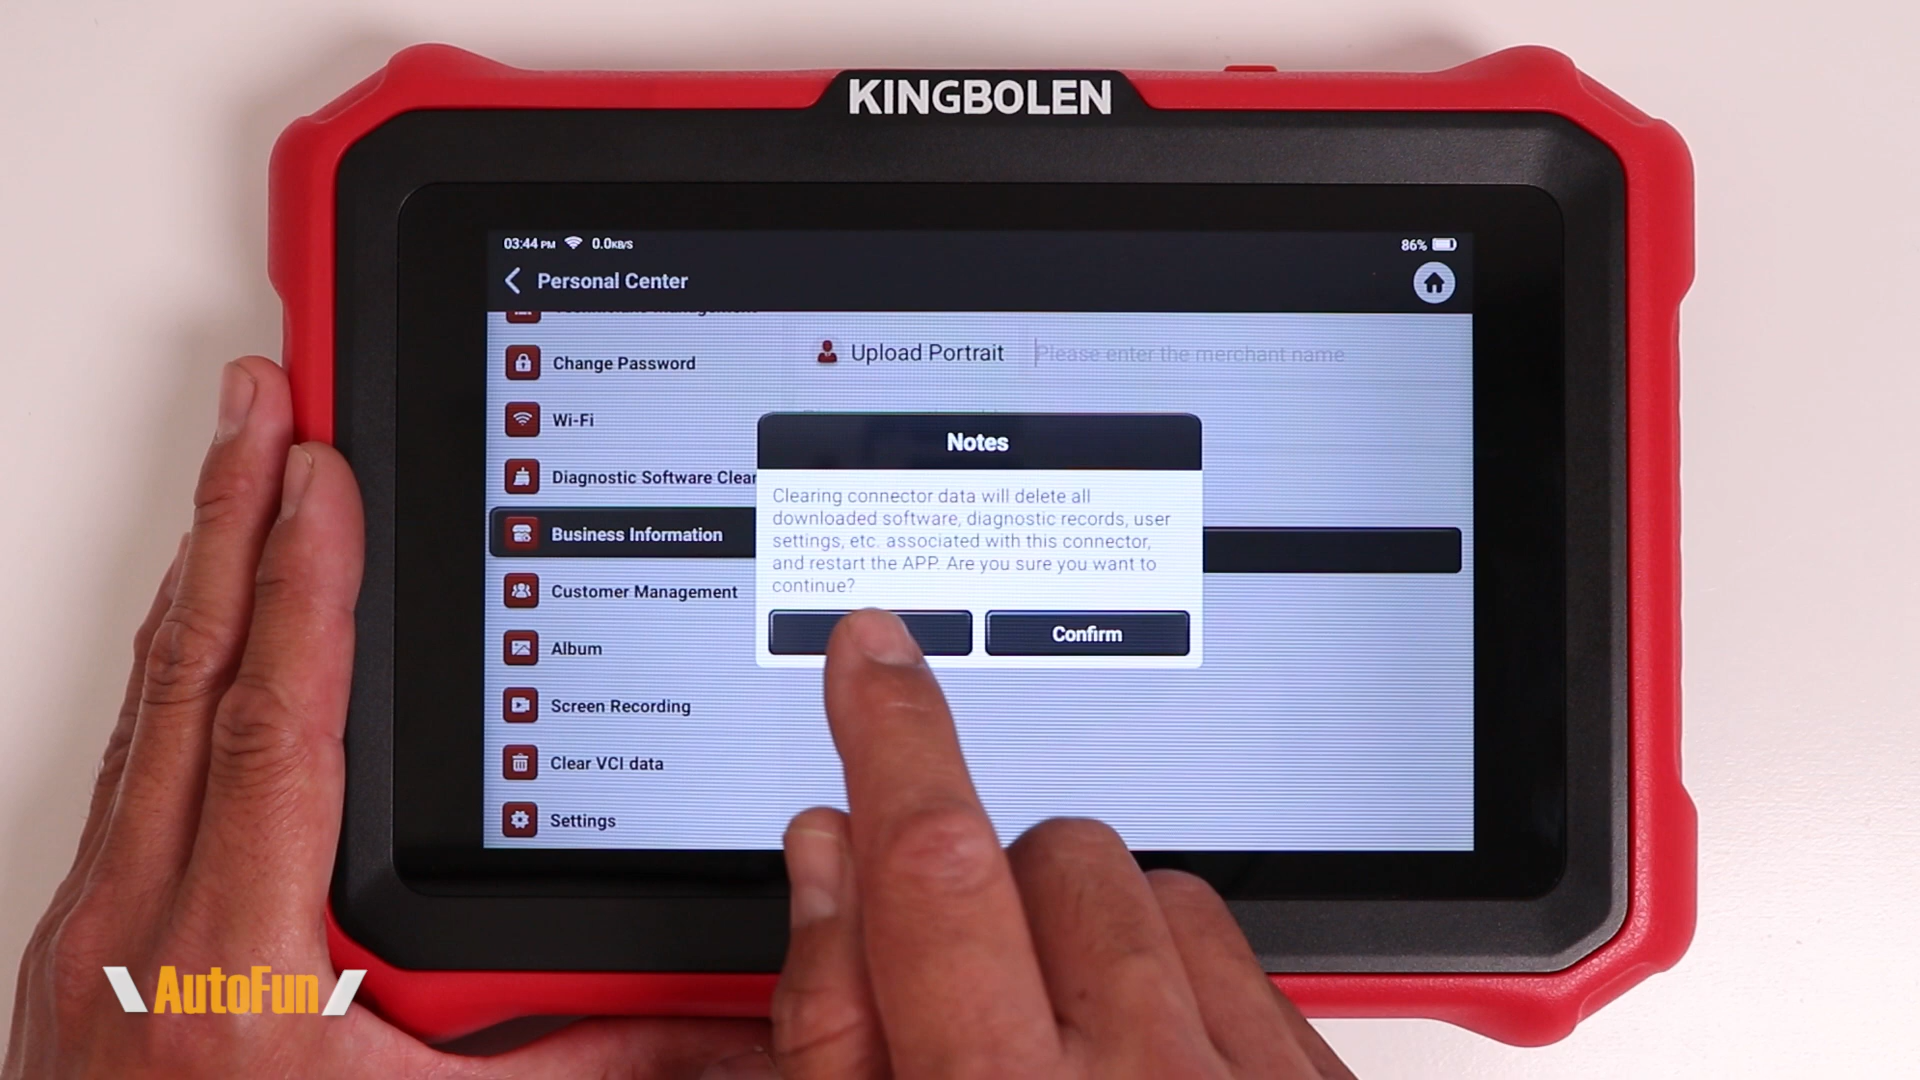 KINGBOLEN
03:44 PM 0.0KB/S 86%
Personal Center
Technicians Management
Change Password
Upload Portrait Please enter the merchant name
Wi-Fi
Diagnostic Software Clear
Business Information
Customer Management
Album
Screen Recording
Clear VCI data
Settings
Notes
Clearing connector data will delete all
downloaded software, diagnostic records, user
settings, etc. associated with this connector,
and restart the APP. Are you sure you want to
continue?
Confirm
AutoFun